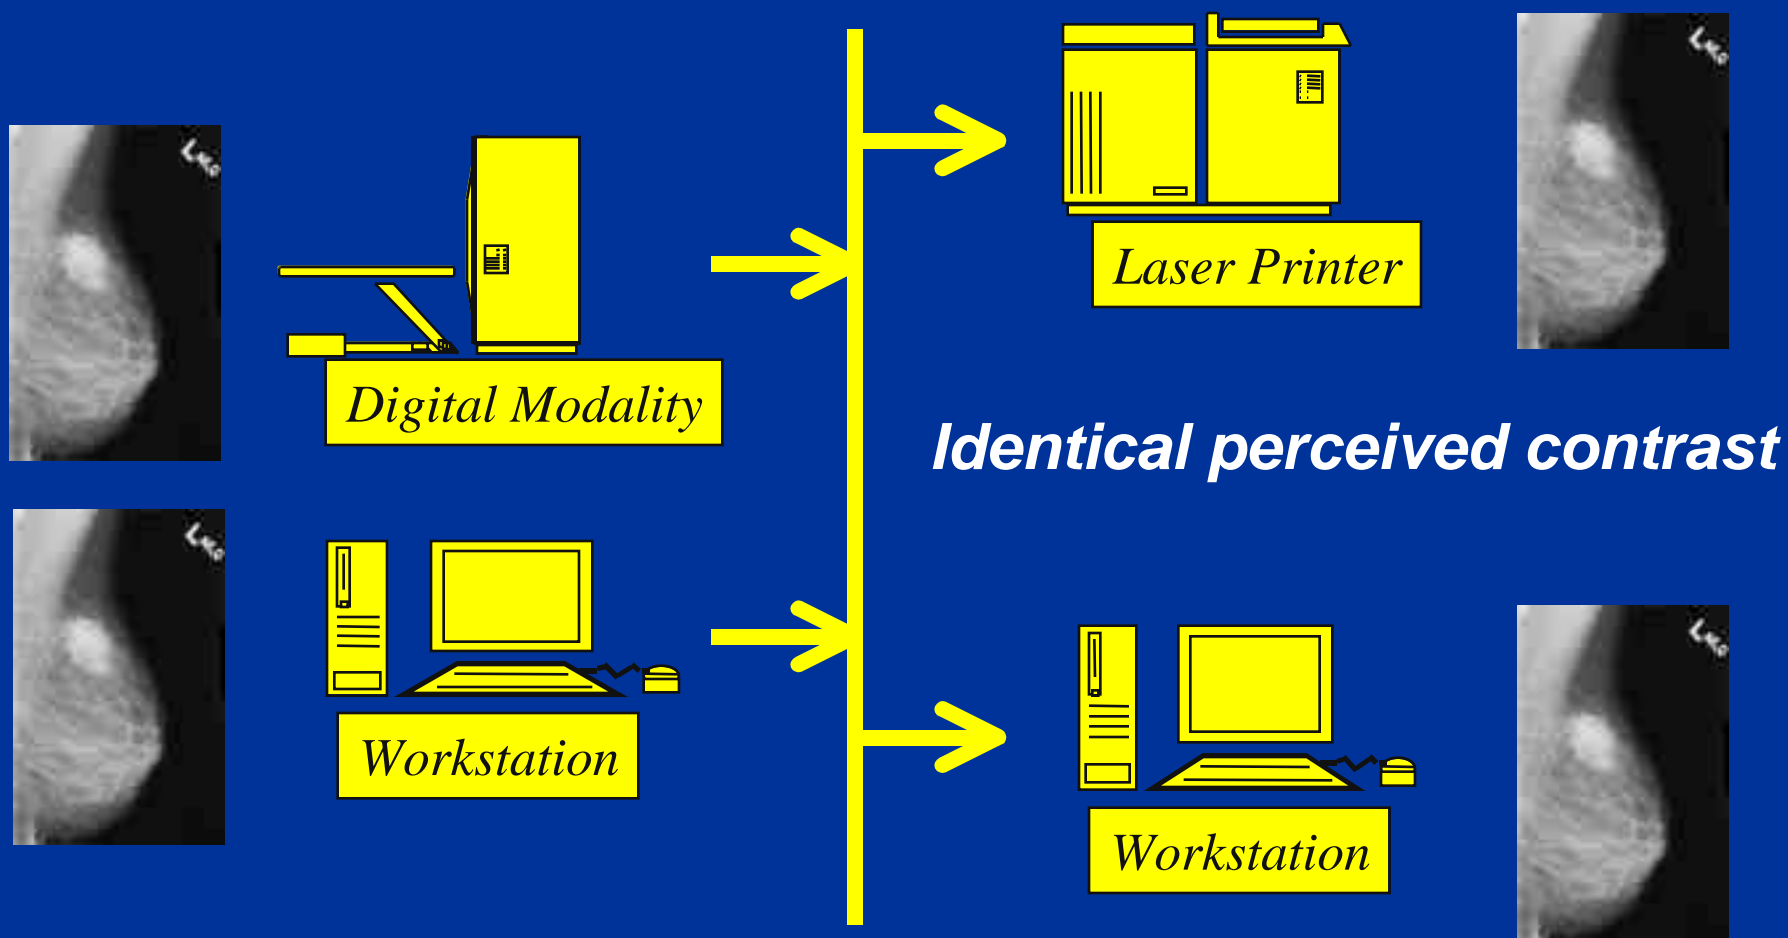 Laser Printer
Digital Modality
Identical perceived contrast
Workstation
Workstation